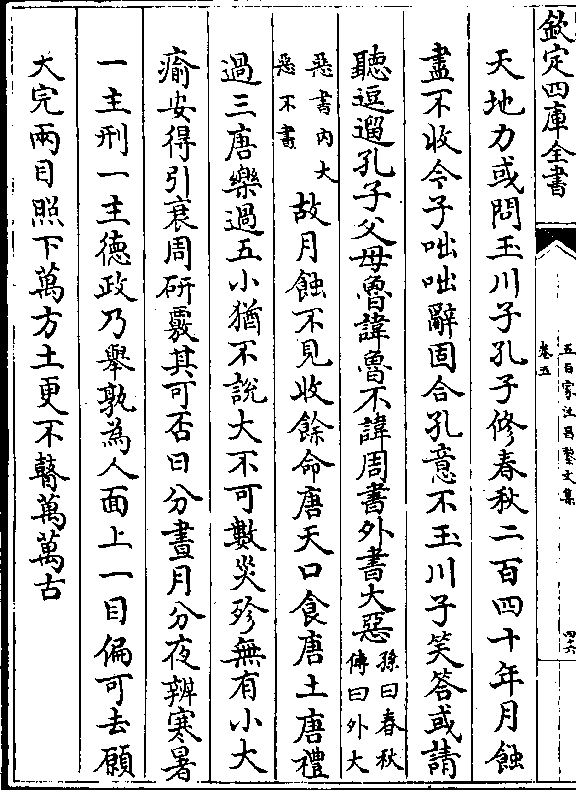 欽定四庫全書
五百家注昌黎文集
卷五
四六
天地力或問玉川子孔子修春秋二百四十年月蝕
盡不收今子咄咄辭固合孔意不玉川子笑答或請
聽逗遛孔子父母魯諱魯不諱周書外書大惡孫曰春秋傳曰外大
惡書内大惡不書故月蝕不見收餘命唐天口食唐土唐禮
過三唐樂過五小猶不說大不可數災沴無有小大
瘉安得引衰周研覈其可否日分晝月分夜辨寒暑
一主刑一主德政乃舉孰為人面上一目偏可去願
天完兩目照下萬方土更不瞽萬萬古